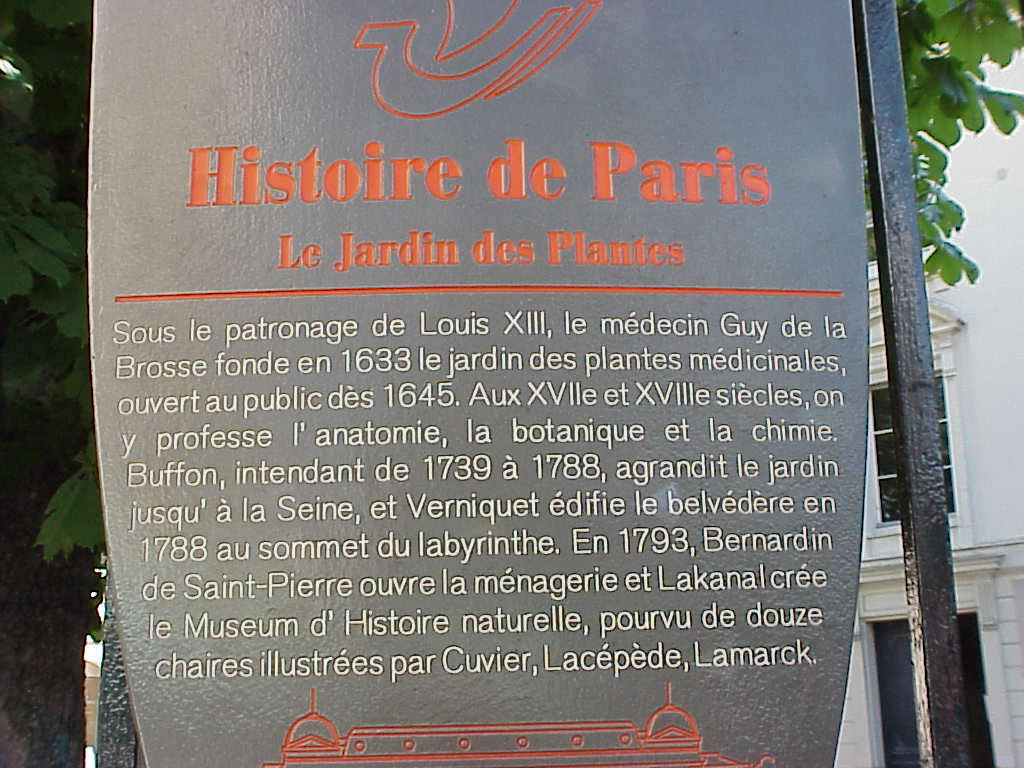 Histoire de Paris
Le Jardin des Plantes
Sous le patronage de Louis XIII, le médecin Guy de la
Brosse fonde en 1633 le jardin des plantes médicinales,
ouvert au public dès 1645. Aux XVIIe et XVIIIe siècles, on
y professe l' anatomie, la botanique et la chimie.
Buffon, intendant de 1739 à 1788, agrandit le jardin
jusqu' à la Seine, et Verniquet édifie le belvédère en
1788 au sommet du labyrinthe. En 1793, Bernardin
de Saint-Pierre ouvre la ménagerie et Lakanal crée
le Museum d' Histoire naturelle, pourvu de douze
chaires illustrées par Cuvier, Lacépède, Lamarck.